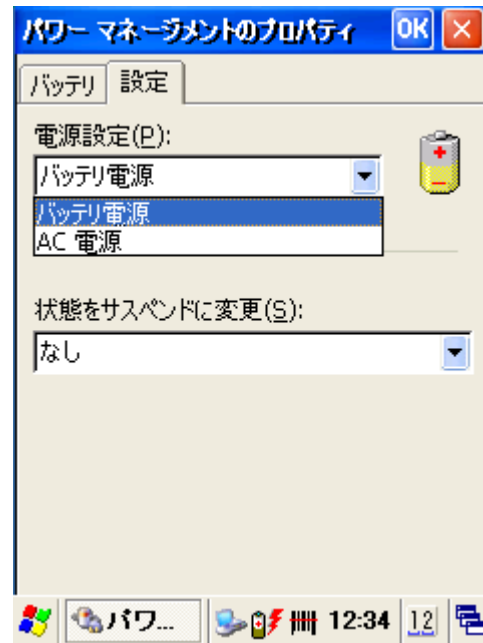 パワー マネージメントのプロパティ OK
バッテリ 設定
電源設定(P):
バッテリ電源
バッテリ電源
AC 電源
状態をサスペンドに変更(S):
なし
パワ... 12:34 12